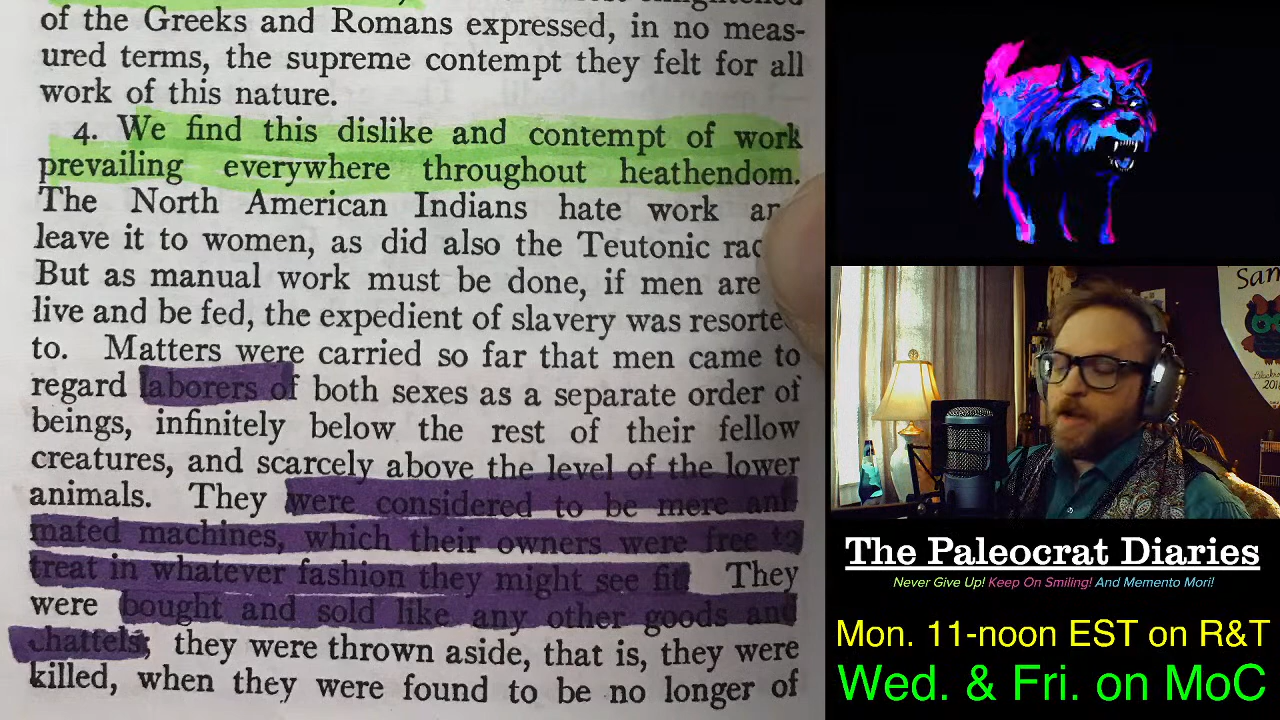 of the Greeks and Romans expressed, in no meas-
ured terms, the supreme contempt they felt for all
work of this nature.
4. We find this dislike and contempt of work
prevailing everywhere throughout heathendom.
The North American Indians hate work
leave it to women, as did also the Teutonic
But as manual work must be done, if men are
live and be fed, the expedient of slavery was
to. Matters were carried so far that men came to
regard laborers of both sexes as a separate order of
beings, infinitely below the rest of their fellow
creatures, and scarcely above the level of the lower
animals. They were considered to be mere ani-
mated machines, which their owners were free to
treat in whatever fashion they might see fit They
were bought and sold like any other goods and
chattels; they were thrown aside, that is, they were
killed, when they were found to be no longer of
The Paleocrat Diaries
Never Give Up! Keep On Smiling! And Memento Mori!
Mon. 11-noon EST on R&T
Wed. & Fri. on MoC